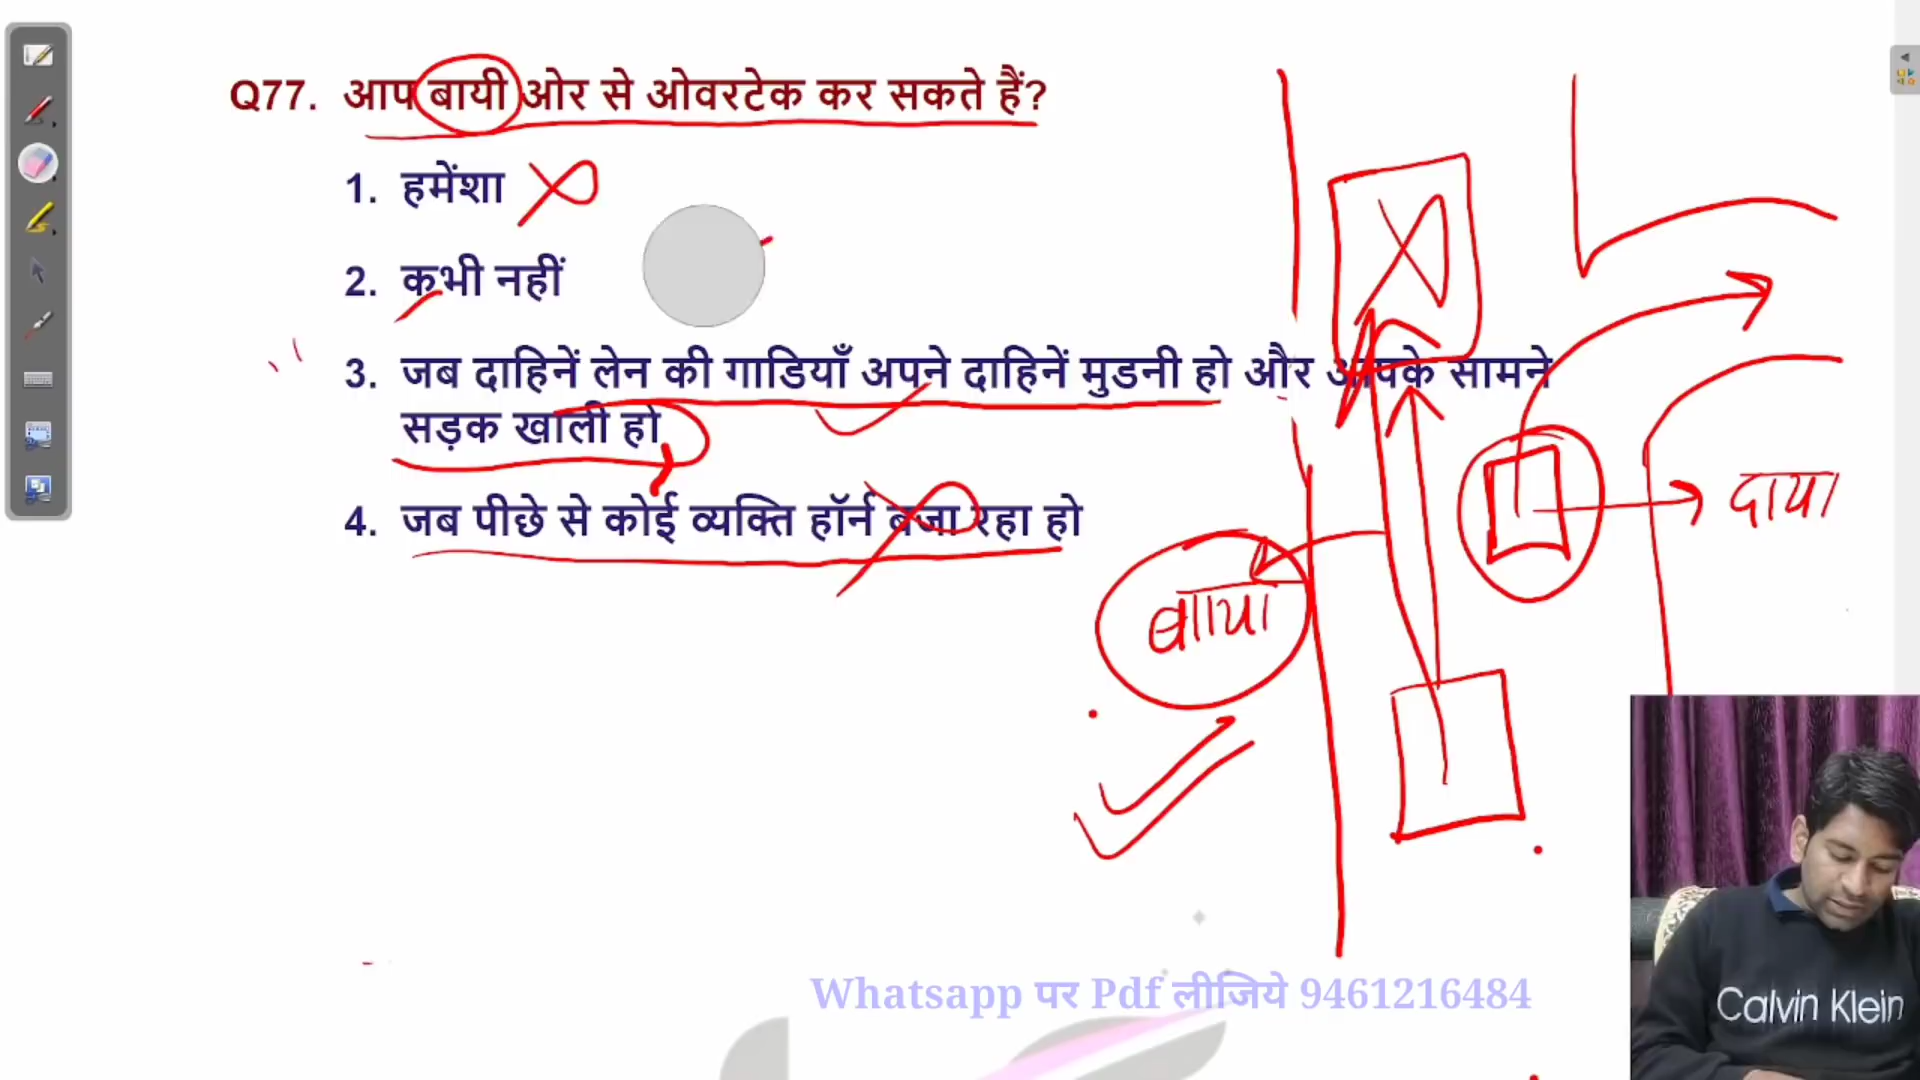 Q77. आप बायी ओर से ओवरटेक कर सकते हैं?
1. हमेंशा
2. कभी नहीं
3. जब दाहिनें लेन की गाडियाँ अपने दाहिनें मुडनी हो और आपके सामने
सड़क खाली हो
4. जब पीछे से कोई व्यक्ति हॉर्न बजा रहा हो
दाया
बााया
Whatsapp पर Pdf लीजिये 9461216484
Calvin Klein